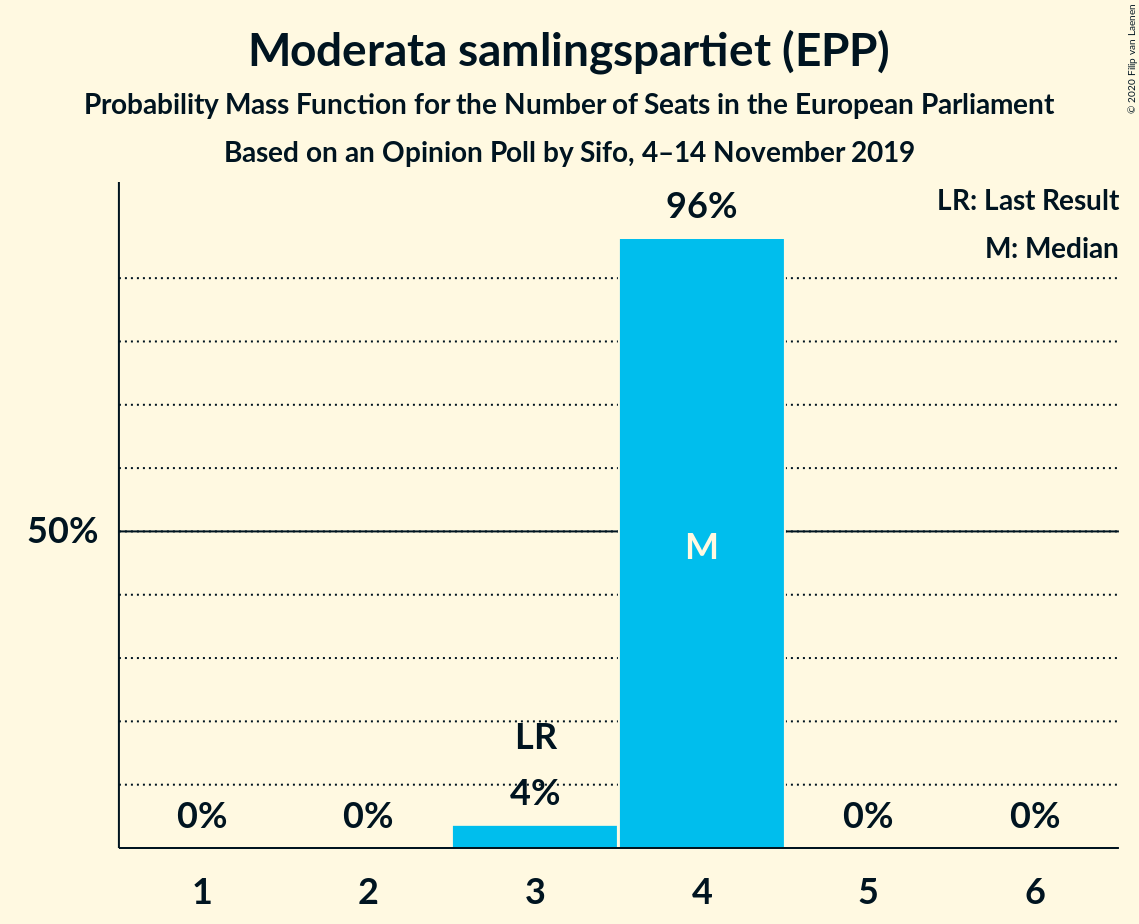 Moderata samlingspartiet (EPP)
Probability Mass Function for the Number of Seats in the European Parliament
Based on an Opinion Poll by Sifo, 4–14 November 2019
© 2020 Filip van Laenen
LR: Last Result
M: Median
96%
50%
M
LR
4%
0%
0%
0%
0%
1
2
3
4
5
6